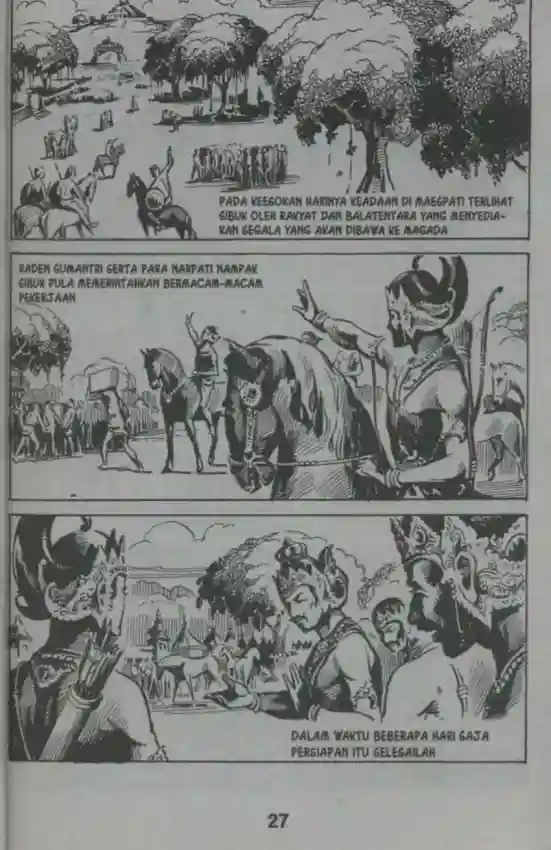 PADA KEESOKAN HARINYA KEADAAN DI MAESPATI TERLIHAT
SIBUK OLEH RAKYAT DAN BALATENTARA YANG MENYEDIA-
KAN SEGALA YANG AKAN DIBAWA KE MAGADA
RADEN SUMANTRI SERTA PARA NARPATI NAMPAK
SIBUK PULA MEMERINTAHKAN BERMACAM-MACAM
PEKERJAAN
DALAM WAKTU BEBERAPA HARI SAJA
PERSIAPAN ITU SELESAILAH
27